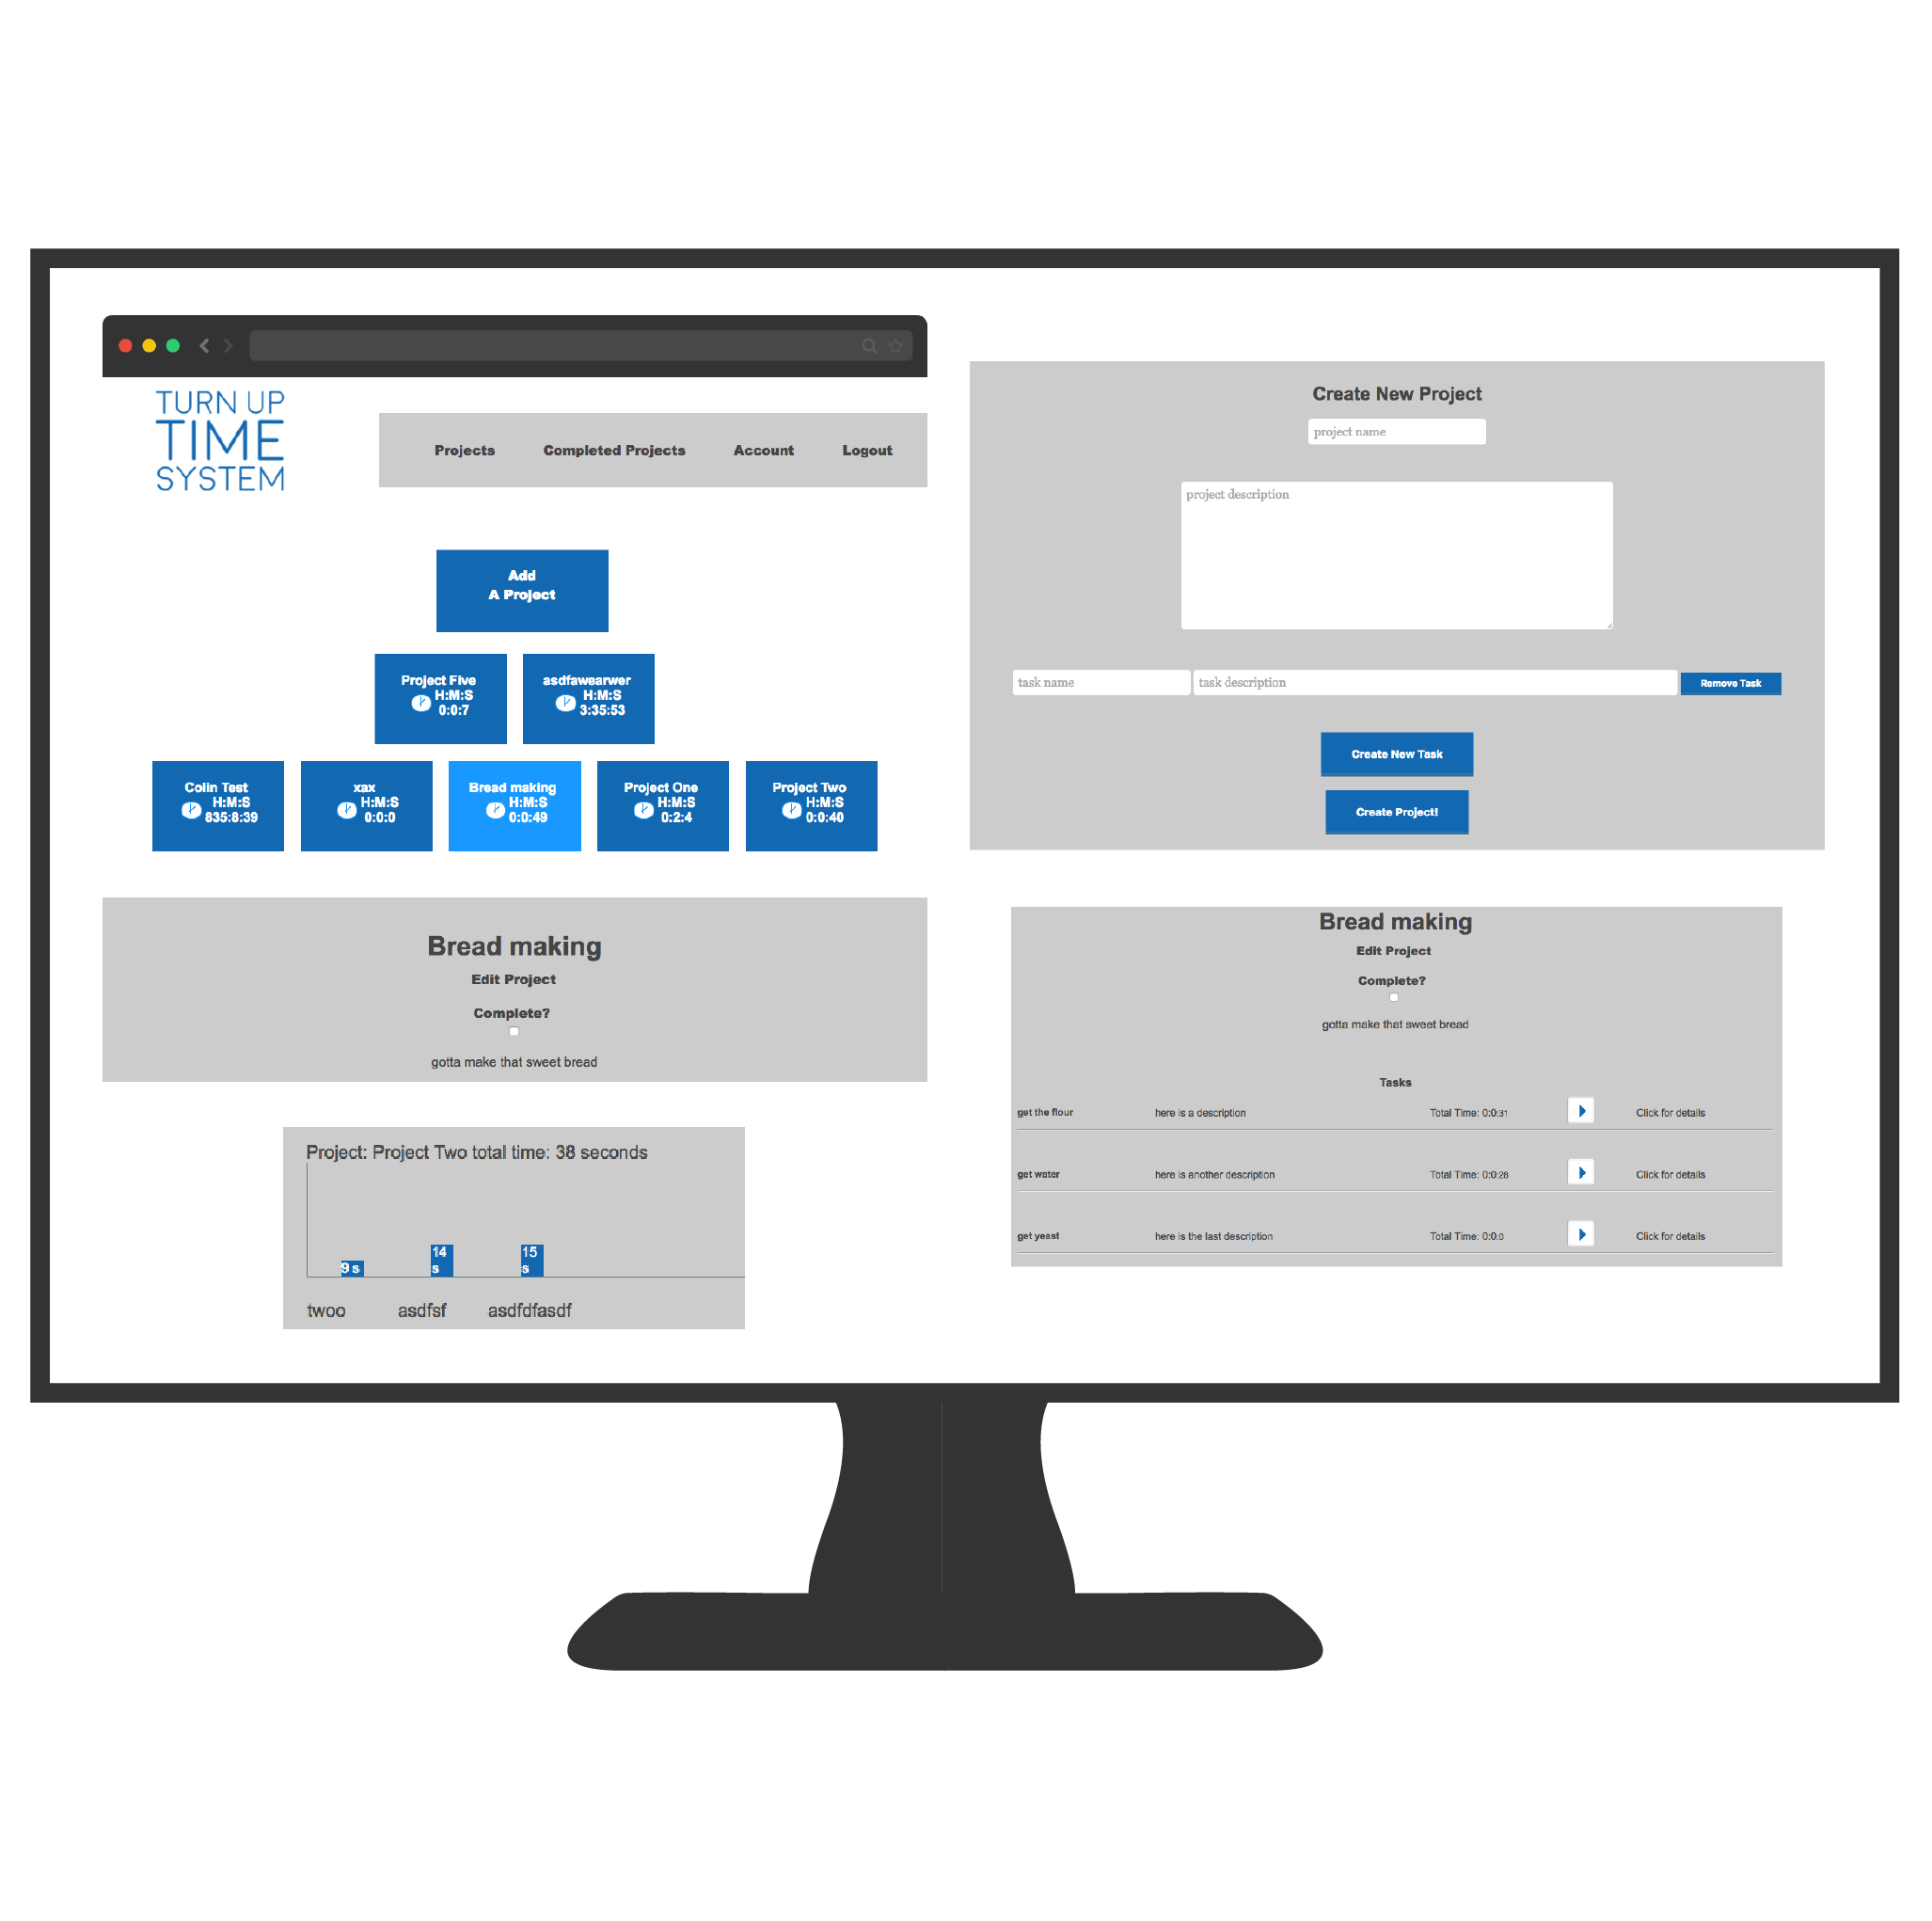 TURN UP
TIME
SYSTEM
Projects Completed Projects Account Logout
Add
A Project
Project Five
H:M:S
0:0:7
asdfawearwer
H:M:S
3:35:53
Colin Test
H:M:S
835:8:39
xax
H:M:S
0:0:0
Bread making
H:M:S
0:0:49
Project One
H:M:S
0:2:4
Project Two
H:M:S
0:0:40
Bread making
Edit Project
Complete?
gotta make that sweet bread
Project: Project Two total time: 38 seconds
9 s
14
s
15
s
twoo asdfsf asdfdfasdf
Create New Project
project name
project description
task name task description Remove Task
Create New Task
Create Project!
Bread making
Edit Project
Complete?
gotta make that sweet bread
Tasks
get the flour here is a description Total Time: 0:0:31 Click for details
get water here is another description Total Time: 0:0:28 Click for details
get yeast here is the last description Total Time: 0:0:0 Click for details